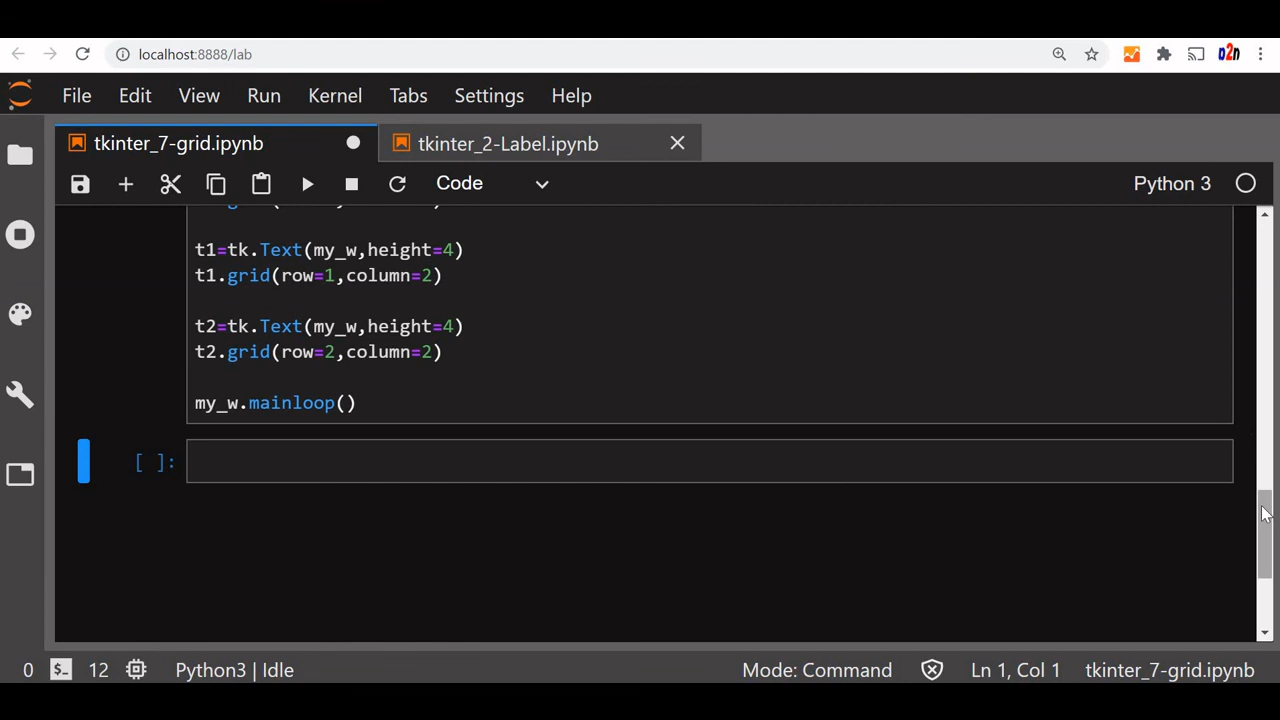 localhost:8888/lab
File Edit View Run Kernel Tabs Settings Help
tkinter_7-grid.ipynb tkinter_2-Label.ipynb
Code Python 3
t1=tk.Text(my_w,height=4)
t1.grid(row=1,column=2)
t2=tk.Text(my_w,height=4)
t2.grid(row=2,column=2)
my_w.mainloop()
[ ]:
0 $_ 12 Python3 | Idle Mode: Command Ln 1, Col 1 tkinter_7-grid.ipynb